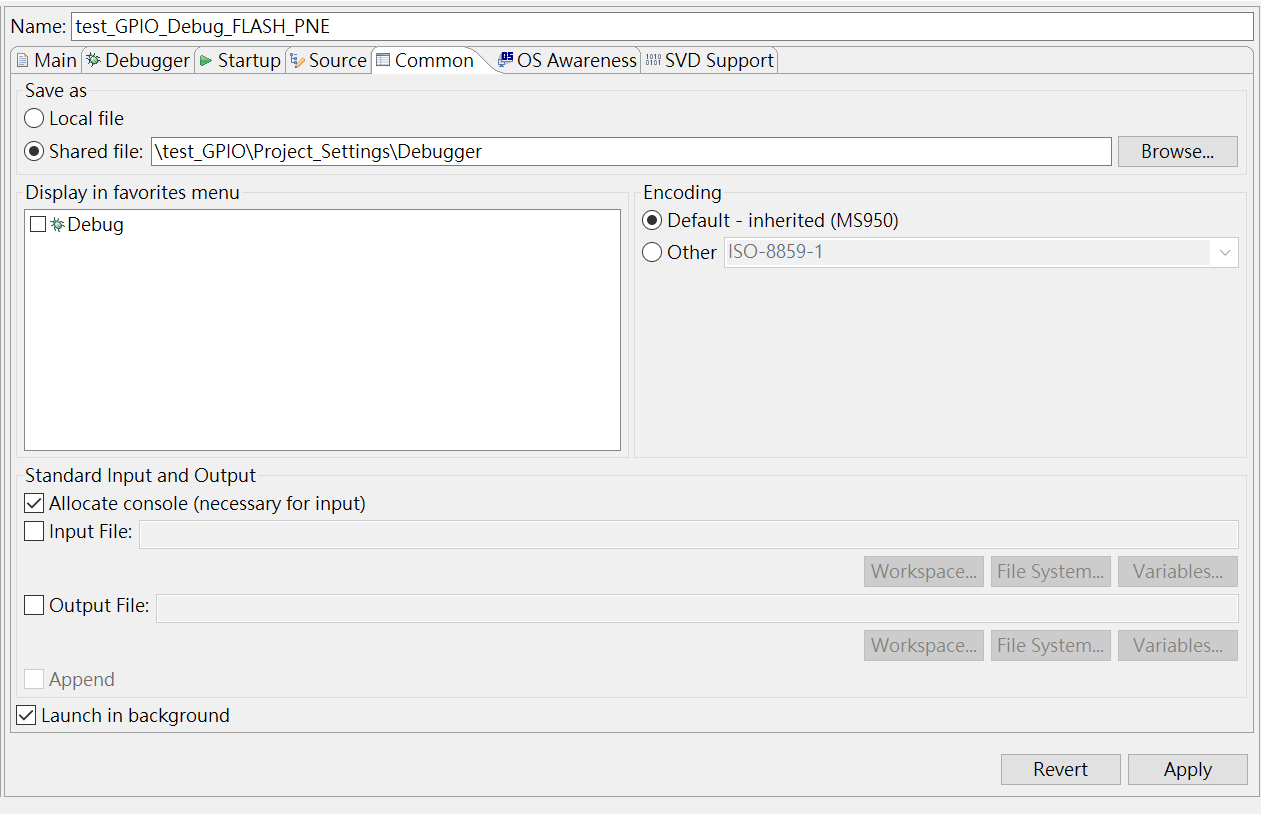 Name: test_GPIO_Debug_FLASH_PNE
Main Debugger Startup Source Common OS Awareness SVD Support
Save as
Local file
Shared file: \test_GPIO\Project_Settings\Debugger Browse...
Display in favorites menu
Debug
Encoding
Default - inherited (MS950)
Other ISO-8859-1
Standard Input and Output
Allocate console (necessary for input)
Input File:
Workspace... File System... Variables...
Output File:
Workspace... File System... Variables...
Append
Launch in background
Revert Apply